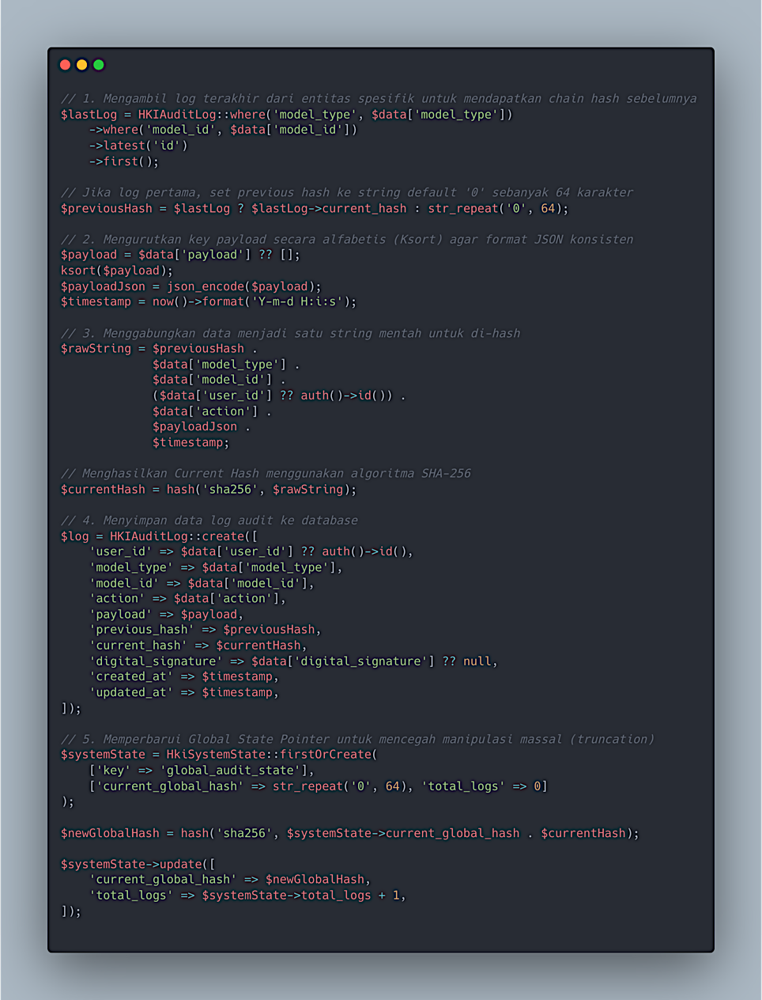 // 1. Mengambil log terakhir dari entitas spesifik untuk mendapatkan chain hash sebelumnya
$lastLog = HKIAuditLog::where('model_type', $data['model_type'])
    ->where('model_id', $data['model_id'])
    ->latest('id')
    ->first();

// Jika log pertama, set previous hash ke string default '0' sebanyak 64 karakter
$previousHash = $lastLog ? $lastLog->current_hash : str_repeat('0', 64);

// 2. Mengurutkan key payload secara alfabetis (Ksort) agar format JSON konsisten
$payload = $data['payload'] ?? [];
ksort($payload);
$payloadJson = json_encode($payload);
$timestamp = now()->format('Y-m-d H:i:s');

// 3. Menggabungkan data menjadi satu string mentah untuk di-hash
$rawString = $previousHash .
             $data['model_type'] .
             $data['model_id'] .
             ($data['user_id'] ?? auth()->id()) .
             $data['action'] .
             $payloadJson .
             $timestamp;

// Menghasilkan Current Hash menggunakan algoritma SHA-256
$currentHash = hash('sha256', $rawString);

// 4. Menyimpan data log audit ke database
$log = HKIAuditLog::create([
    'user_id' => $data['user_id'] ?? auth()->id(),
    'model_type' => $data['model_type'],
    'model_id' => $data['model_id'],
    'action' => $data['action'],
    'payload' => $payload,
    'previous_hash' => $previousHash,
    'current_hash' => $currentHash,
    'digital_signature' => $data['digital_signature'] ?? null,
    'created_at' => $timestamp,
    'updated_at' => $timestamp,
]);

// 5. Memperbarui Global State Pointer untuk mencegah manipulasi massal (truncation)
$systemState = HkiSystemState::firstOrCreate(
    ['key' => 'global_audit_state'],
    ['current_global_hash' => str_repeat('0', 64), 'total_logs' => 0]
);

$newGlobalHash = hash('sha256', $systemState->current_global_hash . $currentHash);

$systemState->update([
    'current_global_hash' => $newGlobalHash,
    'total_logs' => $systemState->total_logs + 1,
]);